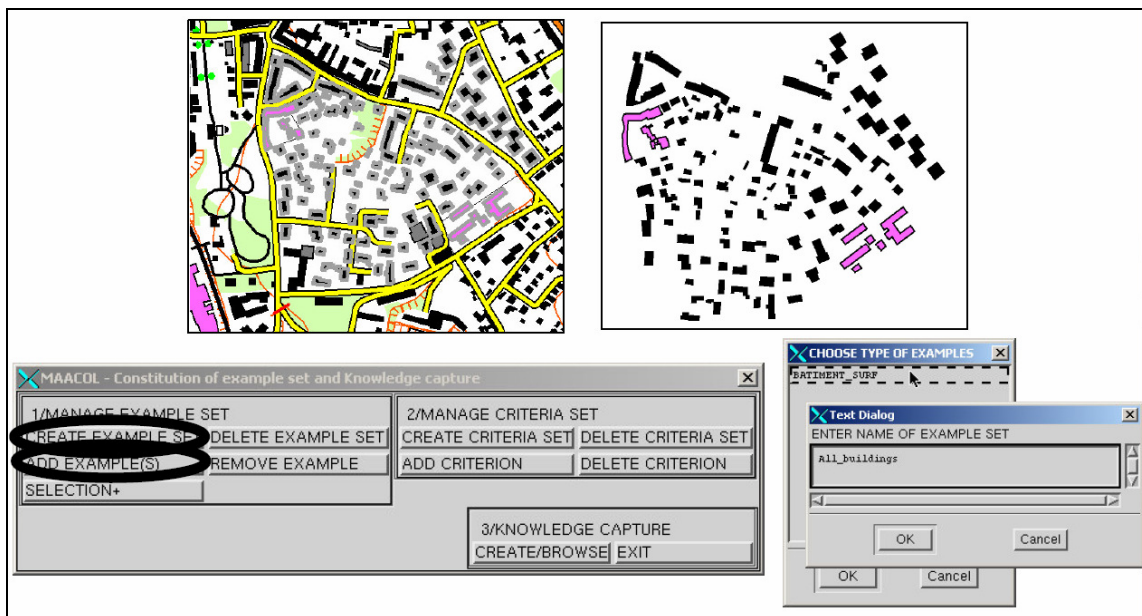 MAACOL - Constitution of example set and Knowledge capture
1/MANAGE EXAMPLE SET
CREATE EXAMPLE SET
DELETE EXAMPLE SET
ADD EXAMPLE(S)
REMOVE EXAMPLE
SELECTION+
2/MANAGE CRITERIA SET
CREATE CRITERIA SET
DELETE CRITERIA SET
ADD CRITERION
DELETE CRITERION
3/KNOWLEDGE CAPTURE
CREATE/BROWSE
EXIT
CHOOSE TYPE OF EXAMPLES
BATIMENT_SURF
Text Dialog
ENTER NAME OF EXAMPLE SET
All_buildings
OK
Cancel
OK
Cancel